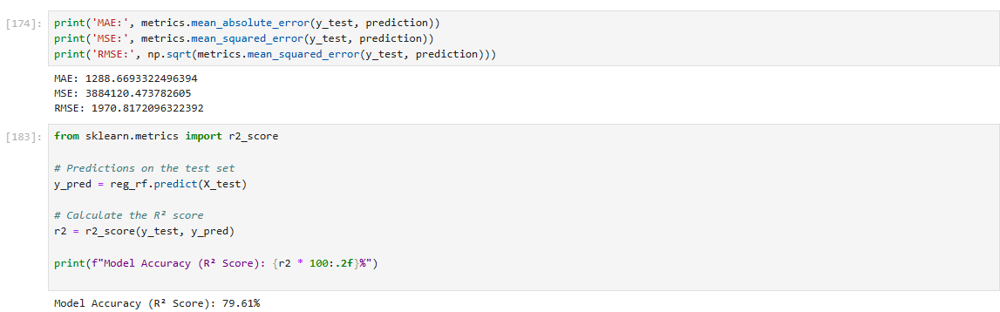 [174]: print('MAE:', metrics.mean_absolute_error(y_test, prediction))
print('MSE:', metrics.mean_squared_error(y_test, prediction))
print('RMSE:', np.sqrt(metrics.mean_squared_error(y_test, prediction)))
MAE: 1288.6693322496394
MSE: 3884120.473782605
RMSE: 1970.8172096322392
[183]: from sklearn.metrics import r2_score
# Predictions on the test set
y_pred = reg_rf.predict(X_test)
# Calculate the R² score
r2 = r2_score(y_test, y_pred)
print(f"Model Accuracy (R² Score): {r2 * 100:.2f}%")
Model Accuracy (R² Score): 79.61%